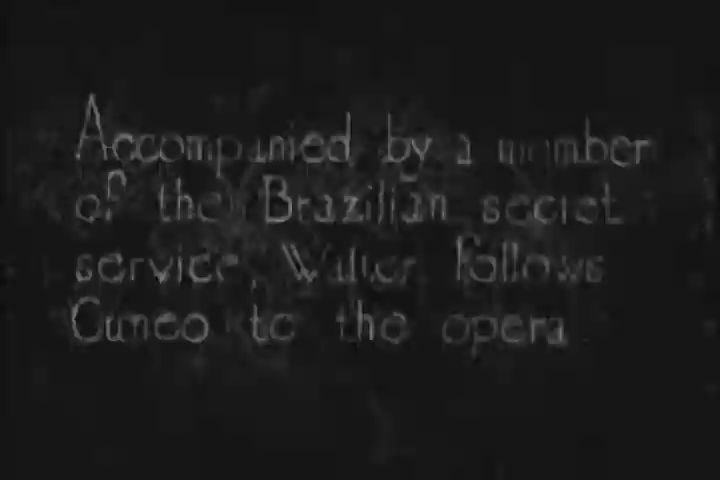 Accompanied by a member
of the Brazilian secret
service, Walter follows
Cuneo to the opera